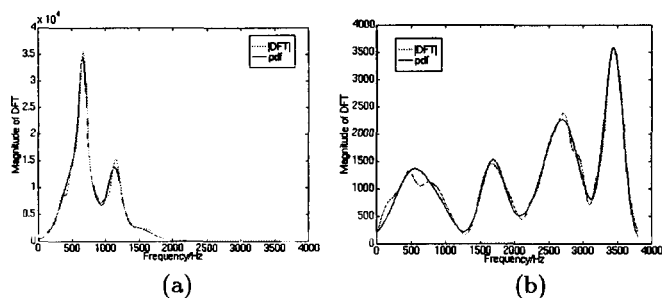 x 10⁴
4
3.5
3
2.5
2
1.5
1
0.5
0
0 500 1000 1500 2000 2500 3000 3500 4000
Magnitude of DFT
Frequency/Hz
|DFT|
pdf
(a)
4000
3500
3000
2500
2000
1500
1000
500
0
0 500 1000 1500 2000 2500 3000 3500 4000
Magnitude of DFT
Frequency/Hz
|DFT|
pdf
(b)